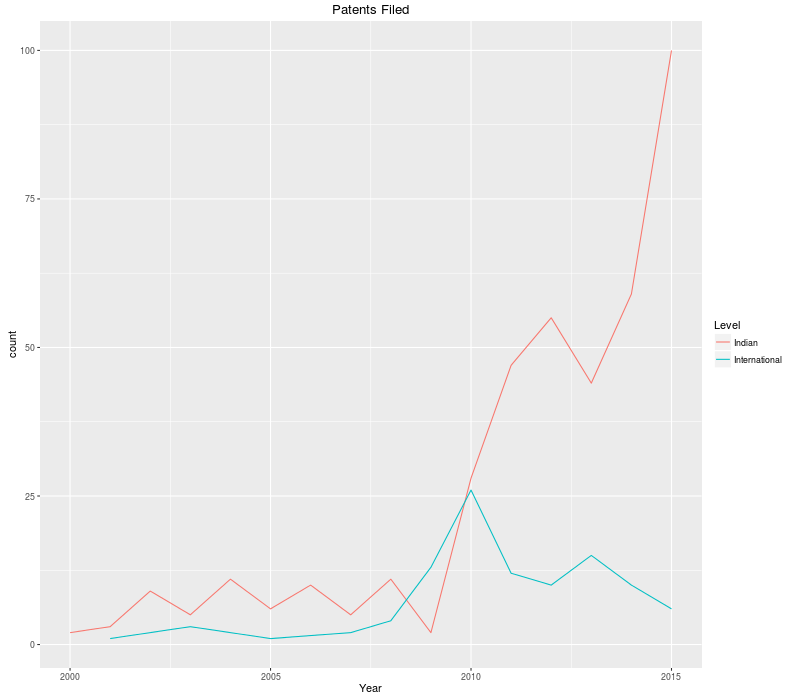 Patents Filed
100
75
50
25
0
count
2000 2005 2010 2015
Year
Level
Indian
International